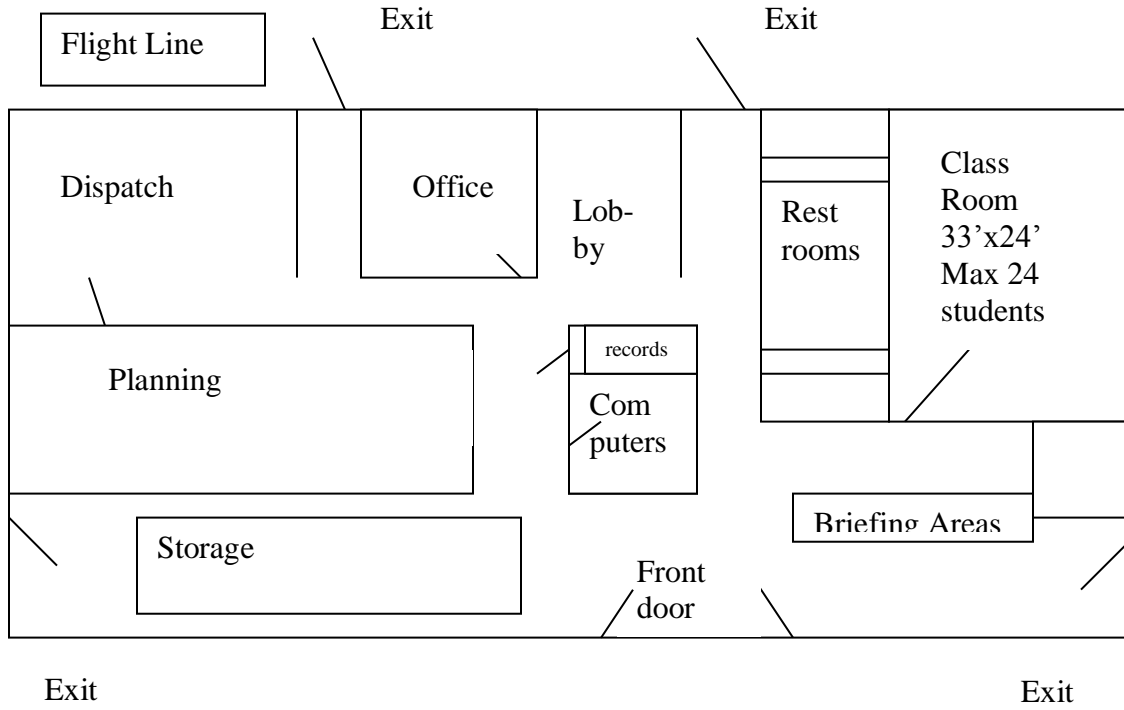 Exit
Exit
Flight Line
Dispatch
Office
Lob-
by
Rest
rooms
Class
Room
33’x24’
Max 24
students
Planning
records
Com
puters
Storage
Briefing Areas
Front
door
Exit
Exit